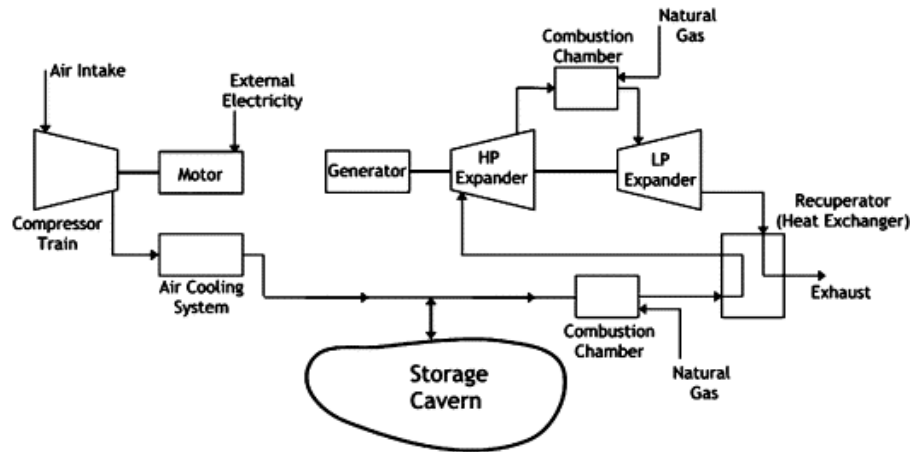 Natural
Gas
Combustion
Chamber
Air Intake
External
Electricity
Motor
Generator
HP
Expander
LP
Expander
Compressor
Train
Recuperator
(Heat Exchanger)
Air Cooling
System
Exhaust
Combustion
Chamber
Natural
Gas
Storage
Cavern